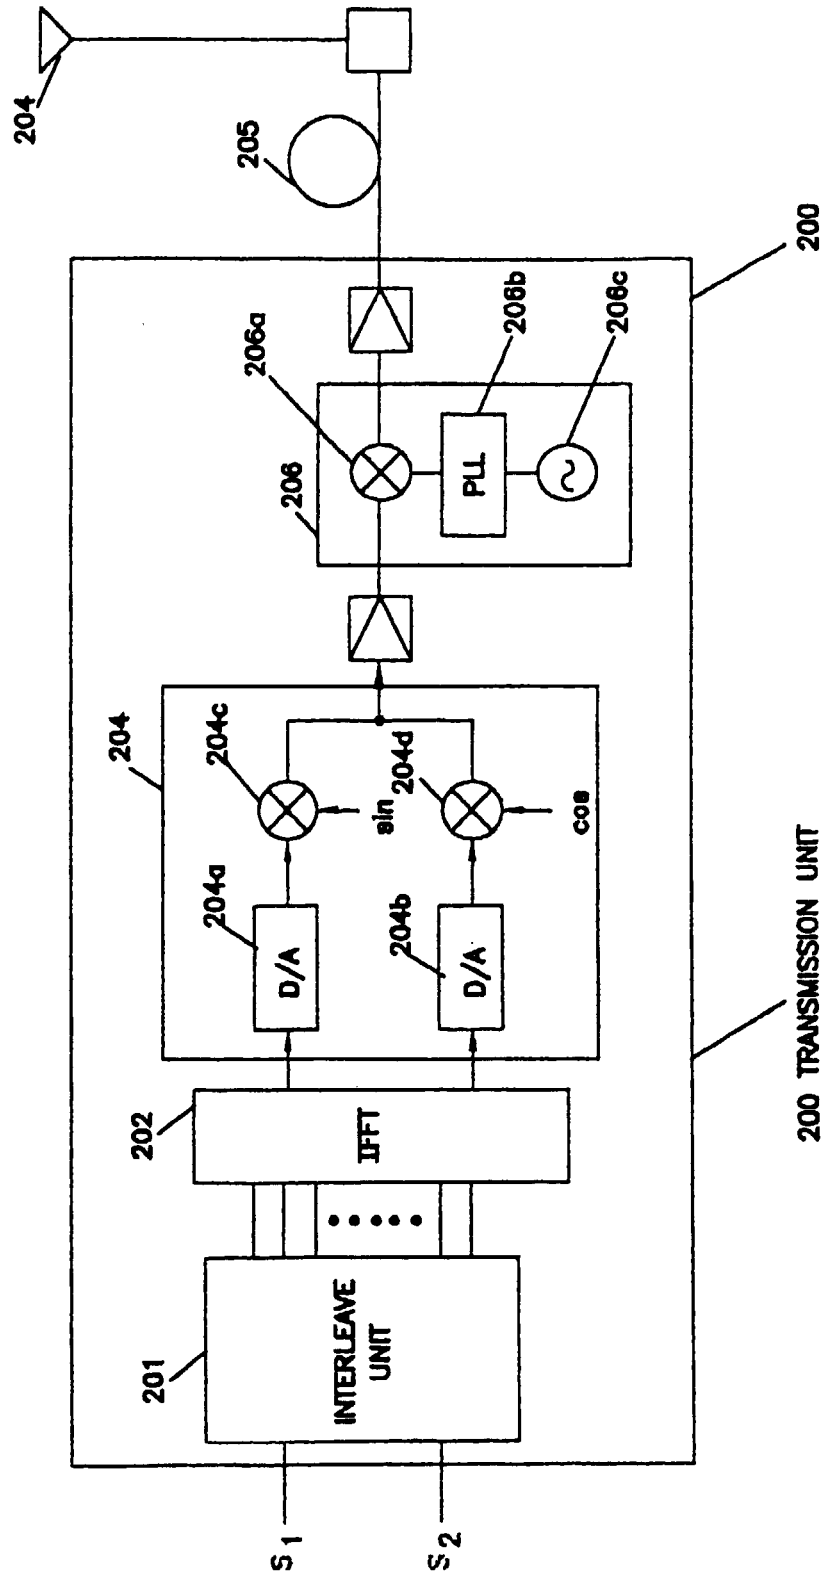 204
205
200
206a
206
206b
206c
PLL
204
204c
204d
sin
cos
204a
204b
D/A
D/A
202
IFFT
201
INTERLEAVE
UNIT
S1
S2
200 TRANSMISSION UNIT